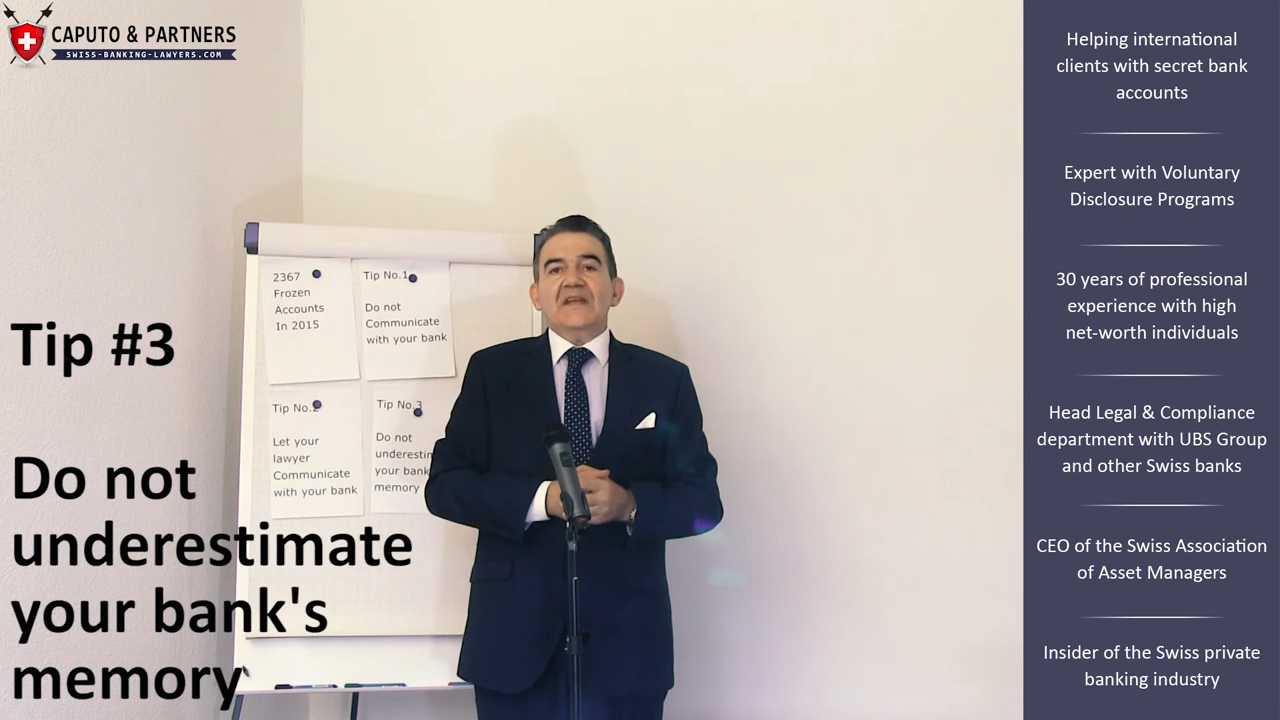 CAPUTO & PARTNERS
SWISS-BANKING-LAWYERS.COM
Tip #3
Do not
underestimate
your bank's
memory
2367
Frozen
Accounts
In 2015
Tip No.1
Do not
Communicate
with your bank
Tip No.2
Let your
lawyer
Communicate
with your bank
Tip No.3
Do not
your bank
memory
Helping international
clients with secret bank
accounts
Expert with Voluntary
Disclosure Programs
30 years of professional
experience with high
net-worth individuals
Head Legal & Compliance
department with UBS Group
and other Swiss banks
CEO of the Swiss Association
of Asset Managers
Insider of the Swiss private
banking industry